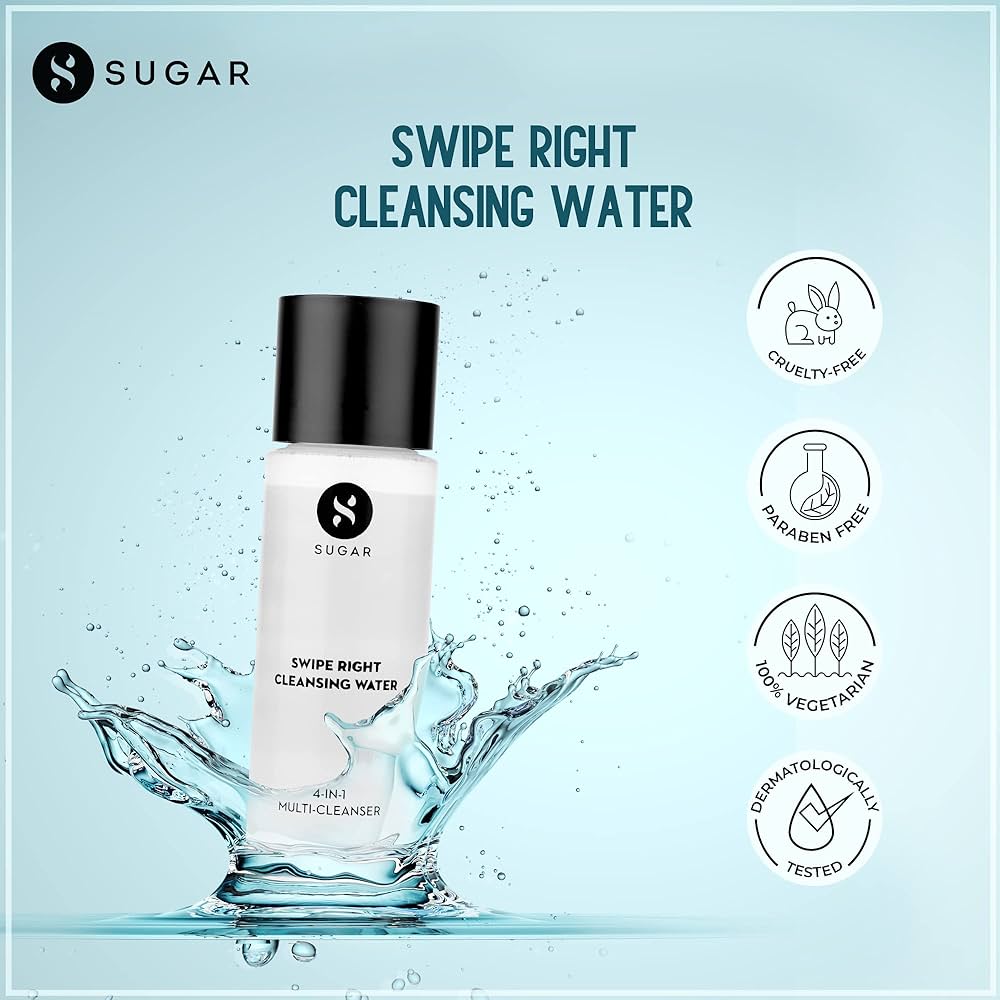 SUGAR
SWIPE RIGHT
CLEANSING WATER
CRUELTY-FREE
PARABEN FREE
100% VEGETARIAN
DERMATOLOGICALLY
TESTED
SUGAR
SWIPE RIGHT
CLEANSING WATER
4-IN-1
MULTI-CLEANSER